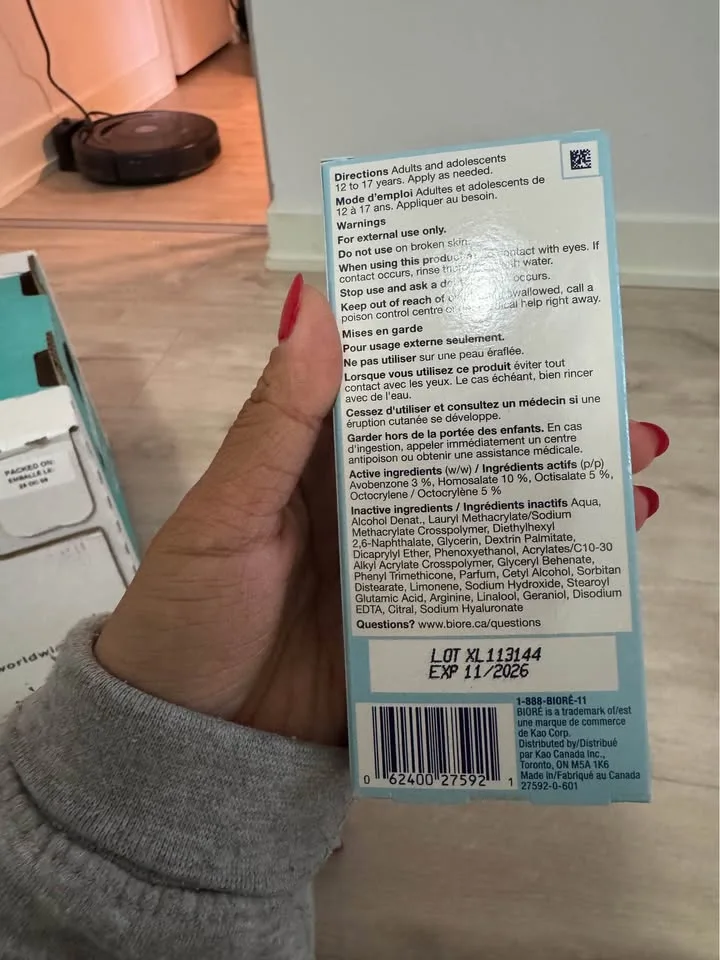 Directions Adults and adolescents
12 to 17 years. Apply as needed.
Mode d'emploi Adultes et adolescents de
12 à 17 ans. Appliquer au besoin.
Warnings
For external use only.
Do not use on broken skin.
When using this product contact with eyes. If
contact occurs, rinse water.
Stop use and ask a occurs.
Keep out of reach of swallowed, call a
poison control centre or help right away.
Mises en garde
Pour usage externe seulement.
Ne pas utiliser sur une peau éraflée.
Lorsque vous utilisez ce produit éviter tout
contact avec les yeux. Le cas échéant, bien rincer
avec de l'eau.
Cessez d'utiliser et consultez un médecin si une
éruption cutanée se développe.
Garder hors de la portée des enfants. En cas
d'ingestion, appeler immédiatement un centre
antipoison ou obtenir une assistance médicale.
Active ingredients (w/w) / Ingrédients actifs (p/p)
Avobenzone 3 %, Homosalate 10 %, Octisalate 5 %,
Octocrylene / Octocrylène 5 %
Inactive ingredients / Ingrédients inactifs Aqua,
Alcohol Denat., Lauryl Methacrylate/Sodium
Methacrylate Crosspolymer, Diethylhexyl
2,6-Naphthalate, Glycerin, Dextrin Palmitate,
Dicaprylyl Ether, Phenoxyethanol, Acrylates/C10-30
Alkyl Acrylate Crosspolymer, Glyceryl Behenate,
Phenyl Trimethicone, Parfum, Cetyl Alcohol, Sorbitan
Distearate, Limonene, Sodium Hydroxide, Stearoyl
Glutamic Acid, Arginine, Linalool, Geraniol, Disodium
EDTA, Citral, Sodium Hyaluronate
Questions? www.biore.ca/questions
LOT XL113144
EXP 11/2026
0 62400 27592 1
1-888-BIORÉ-11
BIORÉ is a trademark of/est
une marque de commerce
de Kao Corp.
Distributed by/Distribué
par Kao Canada Inc.,
Toronto, ON M5A 1K6
Made in/Fabriqué au Canada
27592-0-601
PACKED ON:
EMBALLÉ LE: